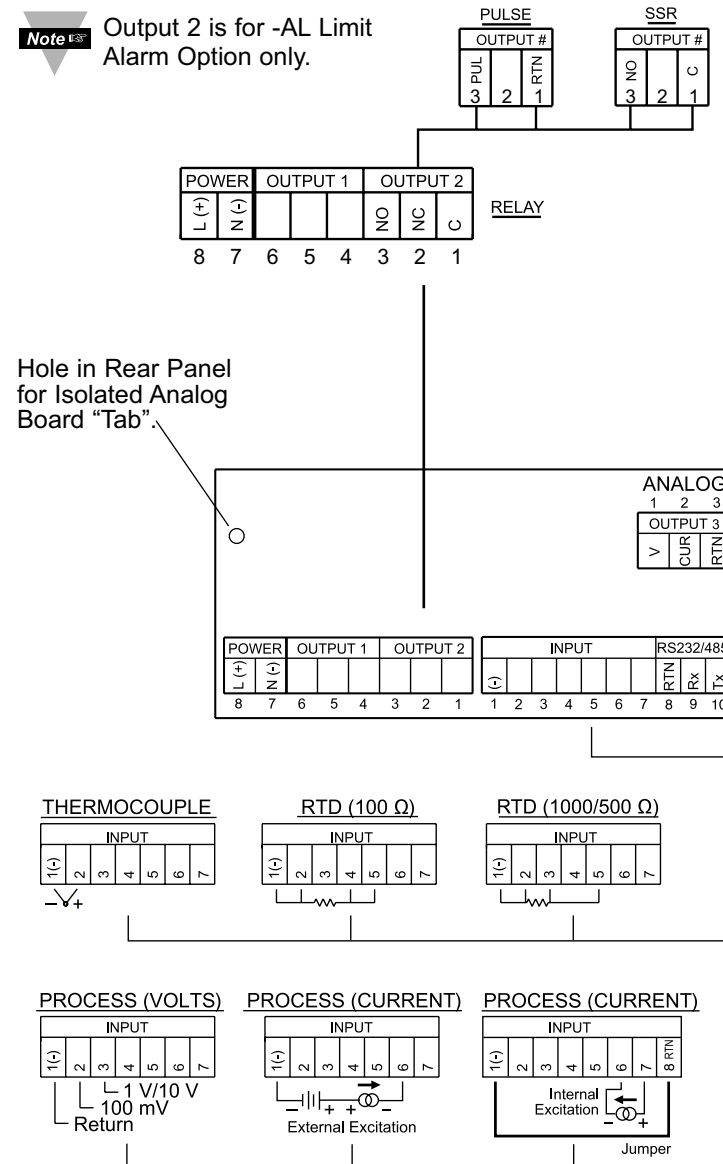 Note Output 2 is for -AL Limit
Alarm Option only.
PULSE
OUTPUT #
PUL RTN
3 2 1
SSR
OUTPUT #
NO C
3 2 1
POWER OUTPUT 1 OUTPUT 2
L (+) N (-) NO NC C
8 7 6 5 4 3 2 1
RELAY
Hole in Rear Panel
for Isolated Analog
Board “Tab”.
ANALOG
1 2 3
OUTPUT 3
V CUR RTN
POWER OUTPUT 1 OUTPUT 2 INPUT RS232/485
L (+) N (-) (-) RTN Rx Tx
8 7 6 5 4 3 2 1 1 2 3 4 5 6 7 8 9 10
THERMOCOUPLE
INPUT
1(-) 2 3 4 5 6 7
– +
RTD (100 Ω)
INPUT
1(-) 2 3 4 5 6 7
RTD (1000/500 Ω)
INPUT
1(-) 2 3 4 5 6 7
PROCESS (VOLTS)
INPUT
1(-) 2 3 4 5 6 7
1 V/10 V
100 mV
Return
PROCESS (CURRENT)
INPUT
1(-) 2 3 4 5 6 7
– + + –
External Excitation
PROCESS (CURRENT)
INPUT
1(-) 2 3 4 5 6 7 8 RTN
Internal
Excitation
– +
Jumper